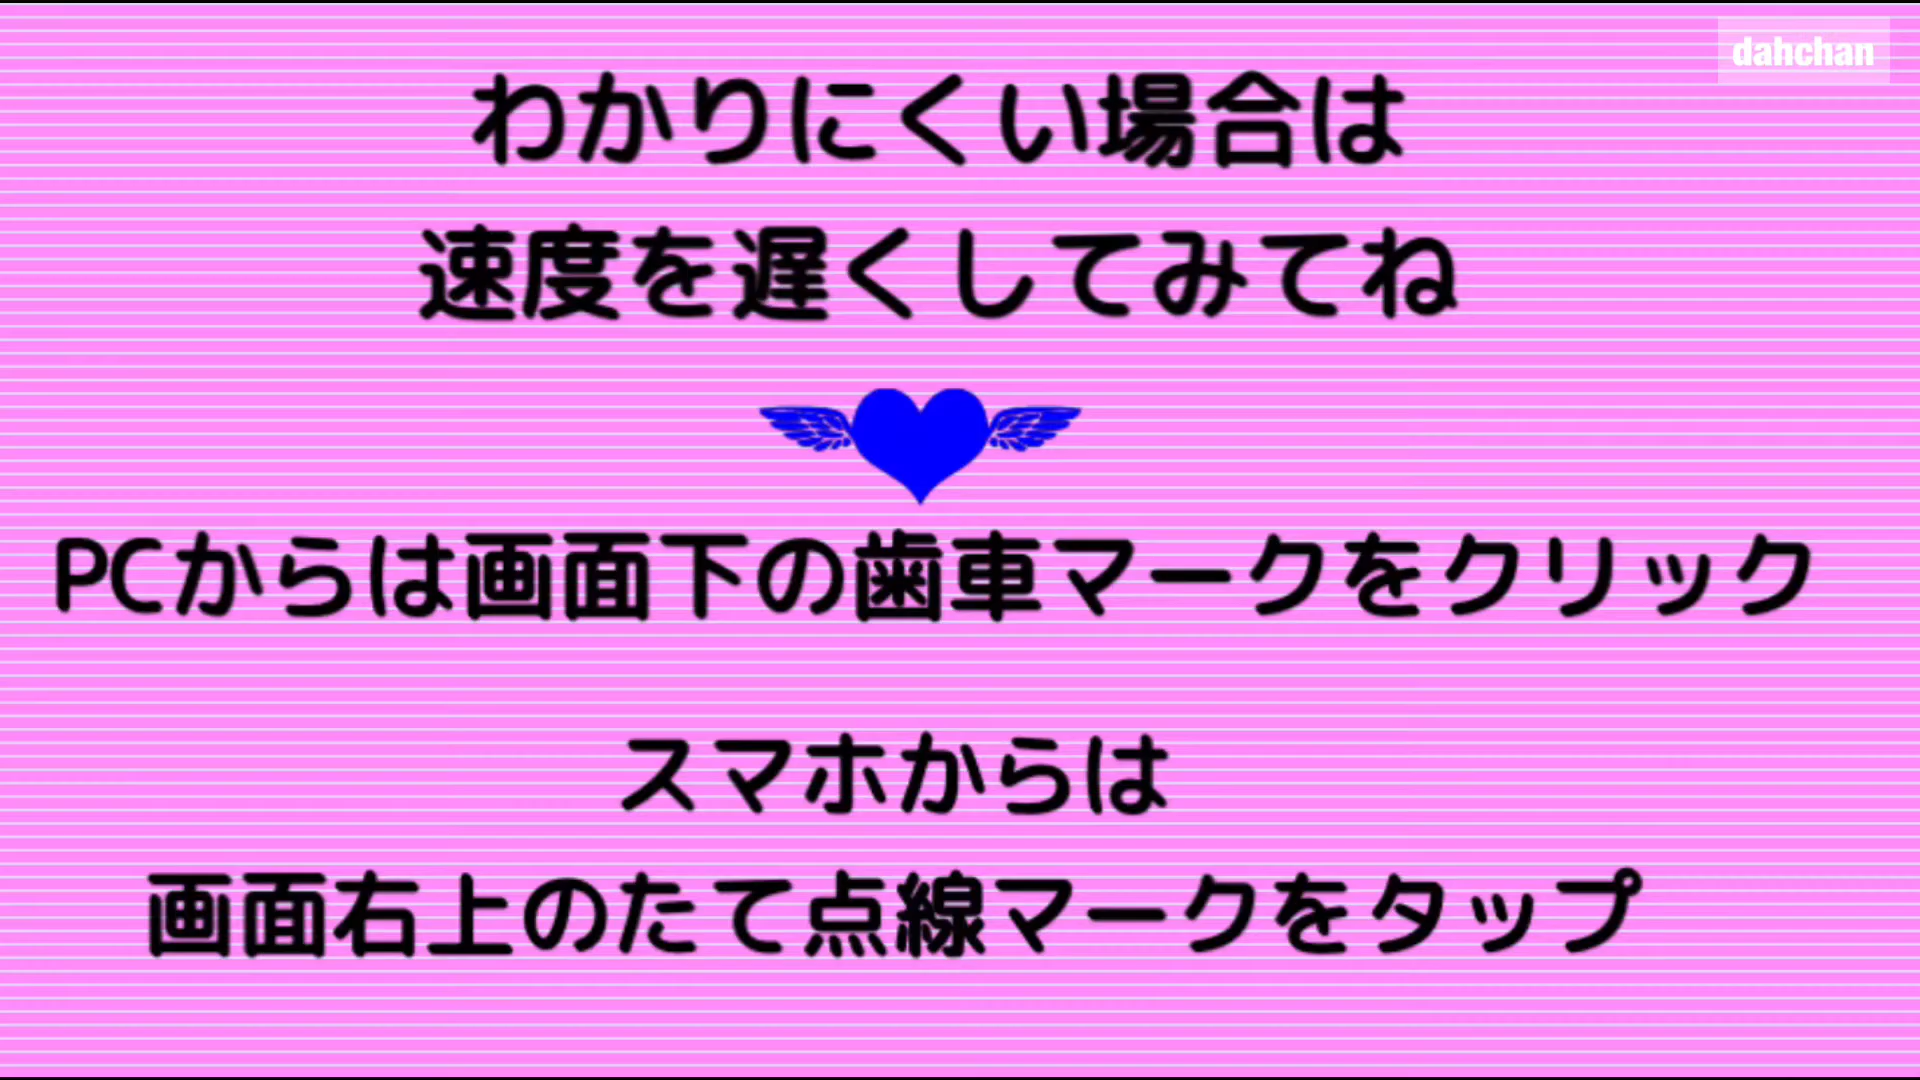 dahchan
わかりにくい場合は
速度を遅くしてみてね
PCからは画面下の歯車マークをクリック
スマホからは
画面右上のたて点線マークをタップ